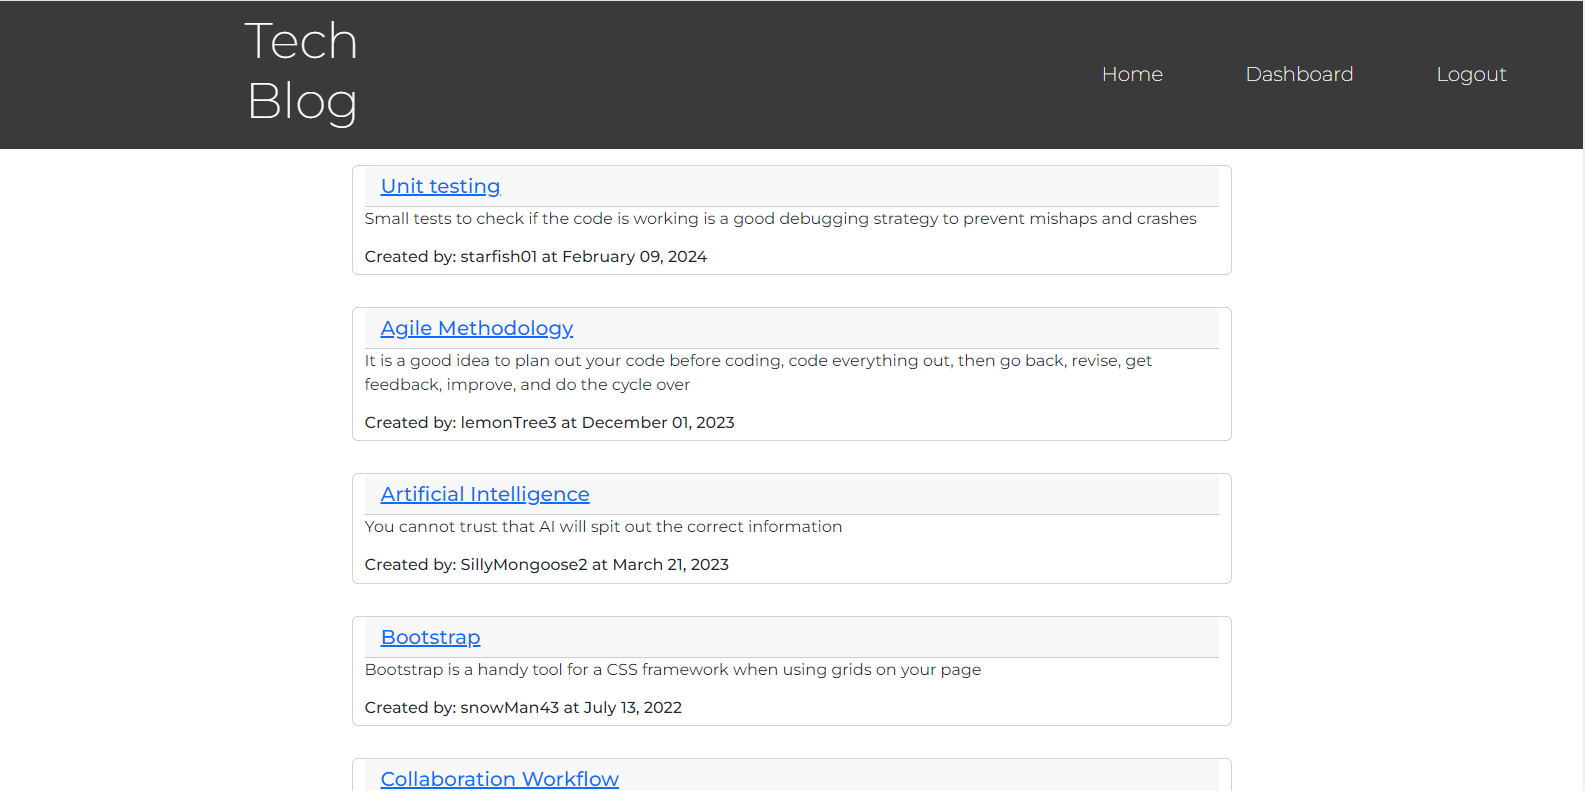 Tech
Blog
Home Dashboard Logout
Unit testing
Small tests to check if the code is working is a good debugging strategy to prevent mishaps and crashes
Created by: starfish01 at February 09, 2024
Agile Methodology
It is a good idea to plan out your code before coding, code everything out, then go back, revise, get
feedback, improve, and do the cycle over
Created by: lemonTree3 at December 01, 2023
Artificial Intelligence
You cannot trust that AI will spit out the correct information
Created by: SillyMongoose2 at March 21, 2023
Bootstrap
Bootstrap is a handy tool for a CSS framework when using grids on your page
Created by: snowMan43 at July 13, 2022
Collaboration Workflow